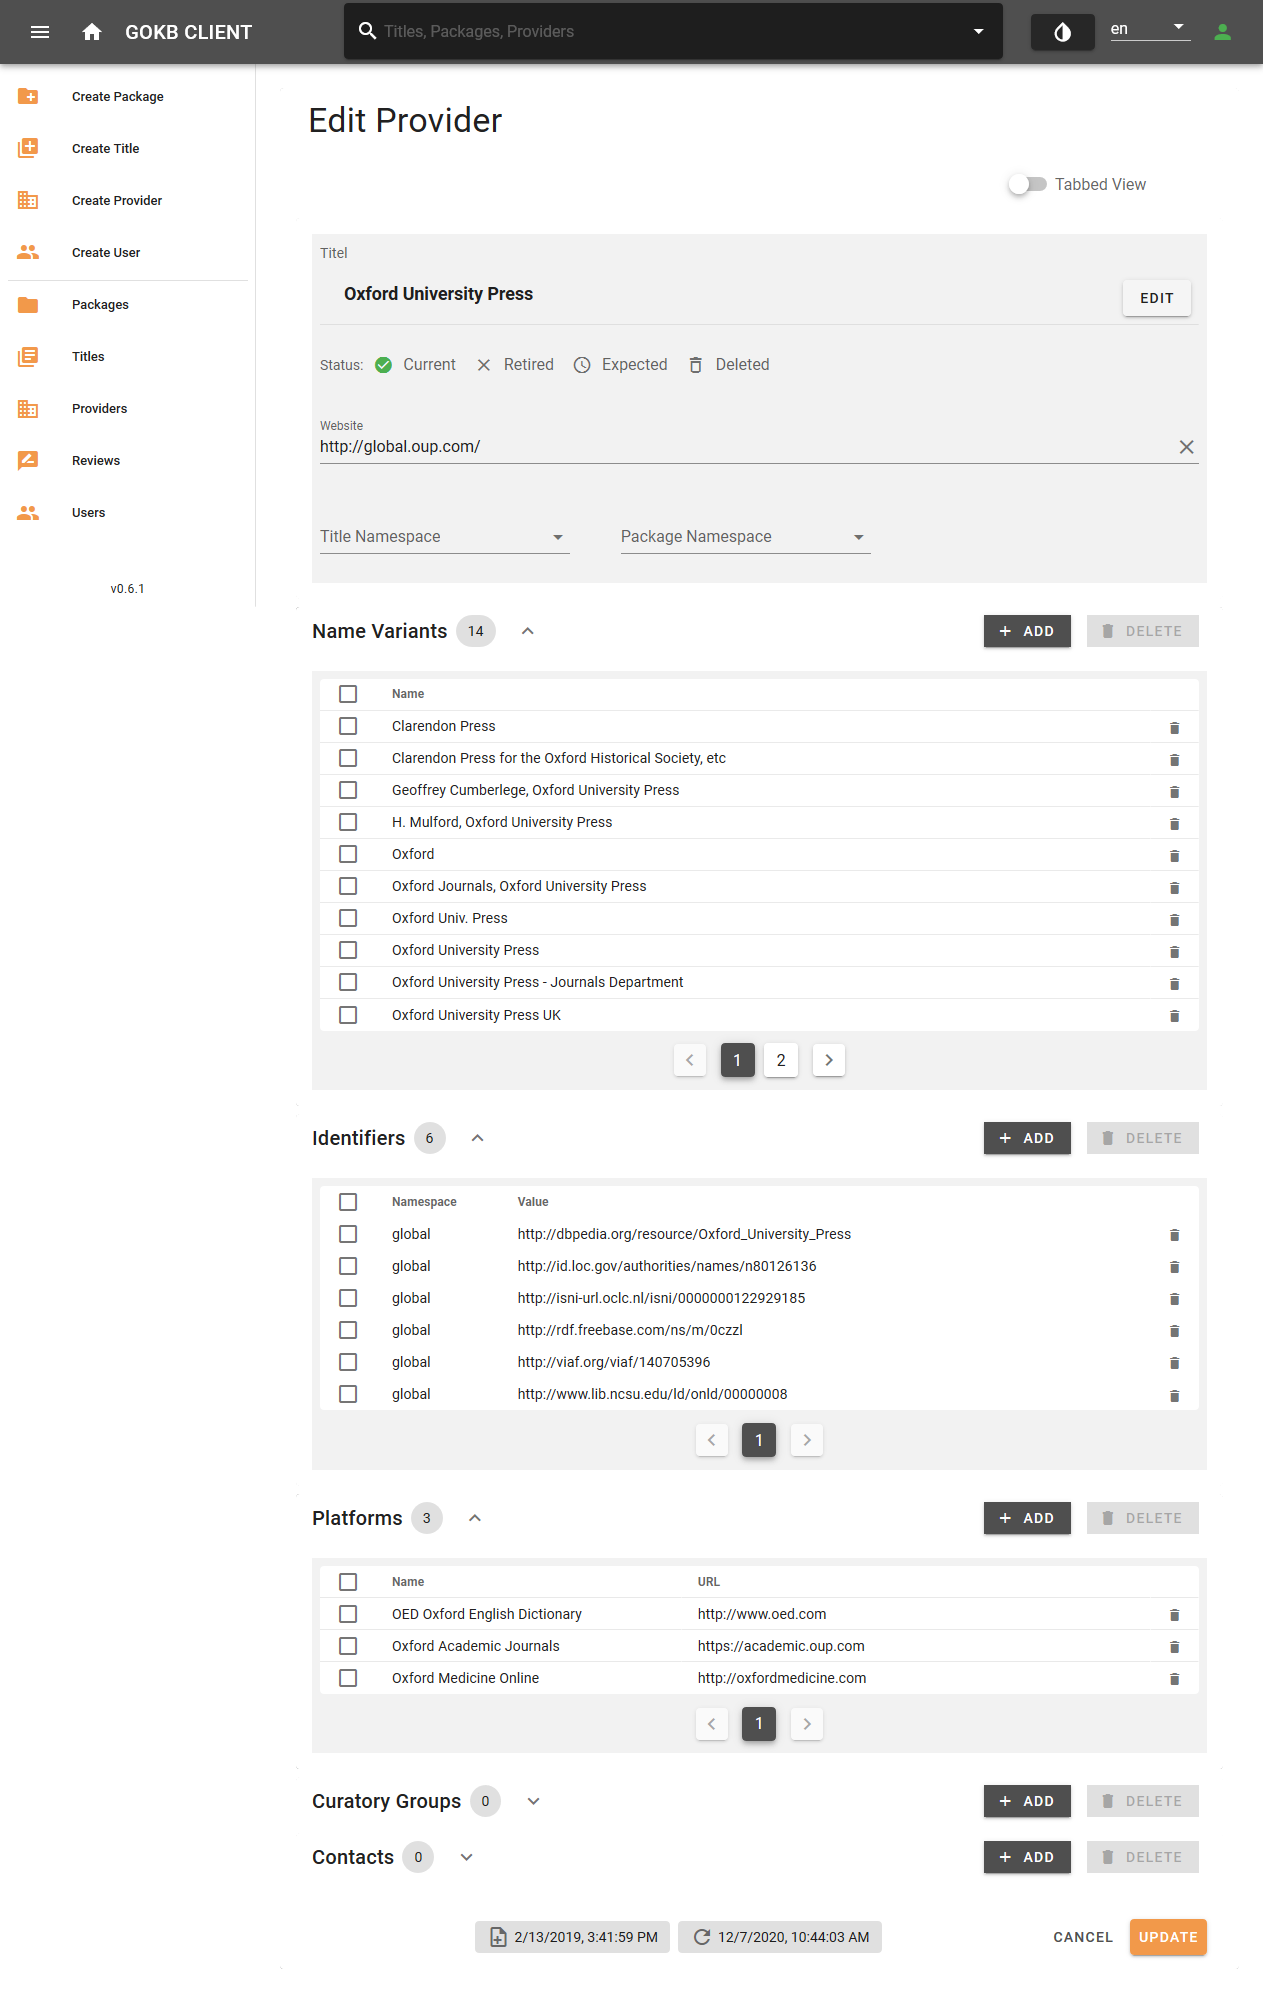 GOKB CLIENT
Titles, Packages, Providers
en
Create Package
Create Title
Create Provider
Create User
Packages
Titles
Providers
Reviews
Users
v0.6.1
Edit Provider
Tabbed View
Titel
Oxford University Press
EDIT
Status: Current Retired Expected Deleted
Website
http://global.oup.com/
Title Namespace Package Namespace
Name Variants 14 + ADD DELETE
Name
Clarendon Press
Clarendon Press for the Oxford Historical Society, etc
Geoffrey Cumberlege, Oxford University Press
H. Mulford, Oxford University Press
Oxford
Oxford Journals, Oxford University Press
Oxford Univ. Press
Oxford University Press
Oxford University Press - Journals Department
Oxford University Press UK
1 2
Identifiers 6 + ADD DELETE
Namespace Value
global http://dbpedia.org/resource/Oxford_University_Press
global http://id.loc.gov/authorities/names/n80126136
global http://isni-url.oclc.nl/isni/0000000122929185
global http://rdf.freebase.com/ns/m/0czzl
global http://viaf.org/viaf/140705396
global http://www.lib.ncsu.edu/ld/onld/00000008
1
Platforms 3 + ADD DELETE
Name URL
OED Oxford English Dictionary http://www.oed.com
Oxford Academic Journals https://academic.oup.com
Oxford Medicine Online http://oxfordmedicine.com
1
Curatory Groups 0 + ADD DELETE
Contacts 0 + ADD DELETE
2/13/2019, 3:41:59 PM 12/7/2020, 10:44:03 AM CANCEL UPDATE